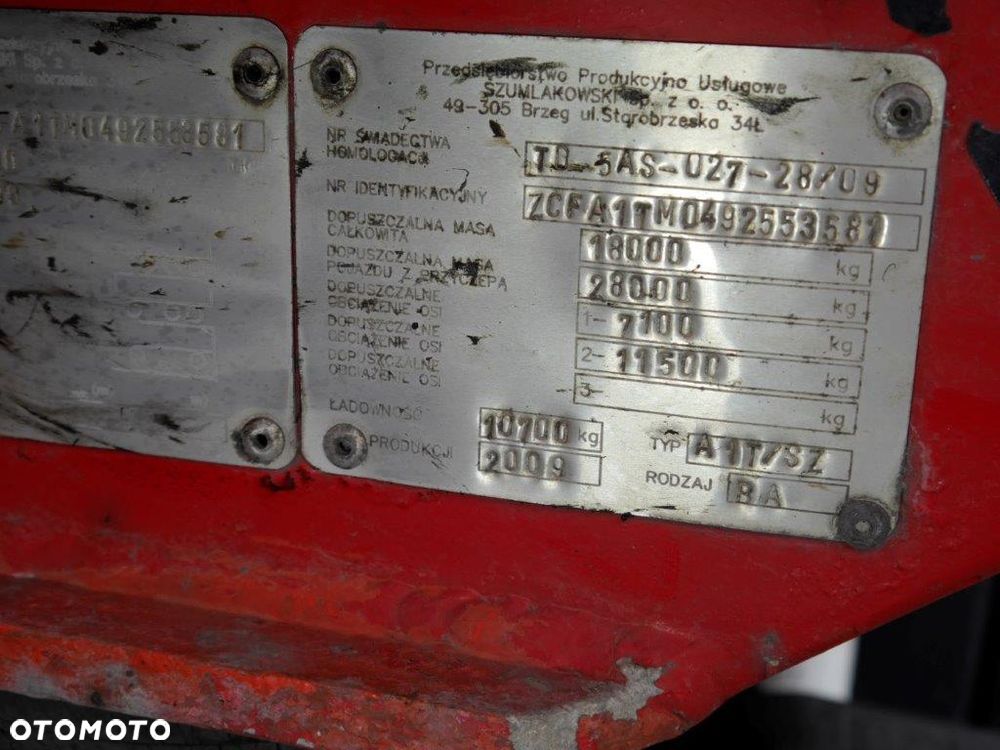 FA1TM0492553581
Przedsiębiorstwo Produkcyjno Usługowe
SZUMLAKOWSKI Sp. z o. o.
49-305 Brzeg ul.Starobrzeska 34Ł
NR ŚWIADECTWA
HOMOLOGACJI
TD-5AS-027-28/09
NR IDENTYFIKACYJNY
ZCFA1TM0492553581
DOPUSZCZALNA MASA
CAŁKOWITA
18000 kg
DOPUSZCZALNA MASA
POJAZDU Z PRZYCZEPĄ
28000 kg
DOPUSZCZALNE
OBCIĄŻENIE OSI
1- 7100 kg
DOPUSZCZALNE
OBCIĄŻENIE OSI
2- 11500 kg
DOPUSZCZALNE
OBCIĄŻENIE OSI
3- kg
ŁADOWNOŚĆ
10700 kg
TYP A1T/SZ
PRODUKCJI
2009
RODZAJ BA
OTOMOTO